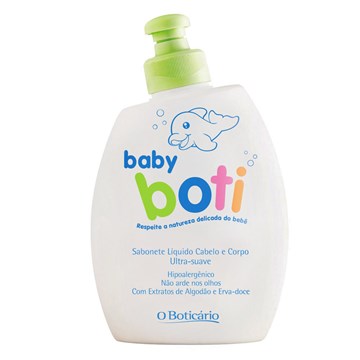 baby
boti
Respeite a natureza delicada do bebê
Sabonete Líquido Cabelo e Corpo
Ultra-suave
Hipoalergênico
Não arde nos olhos
Com Extratos de Algodão e Erva-doce
O Boticário